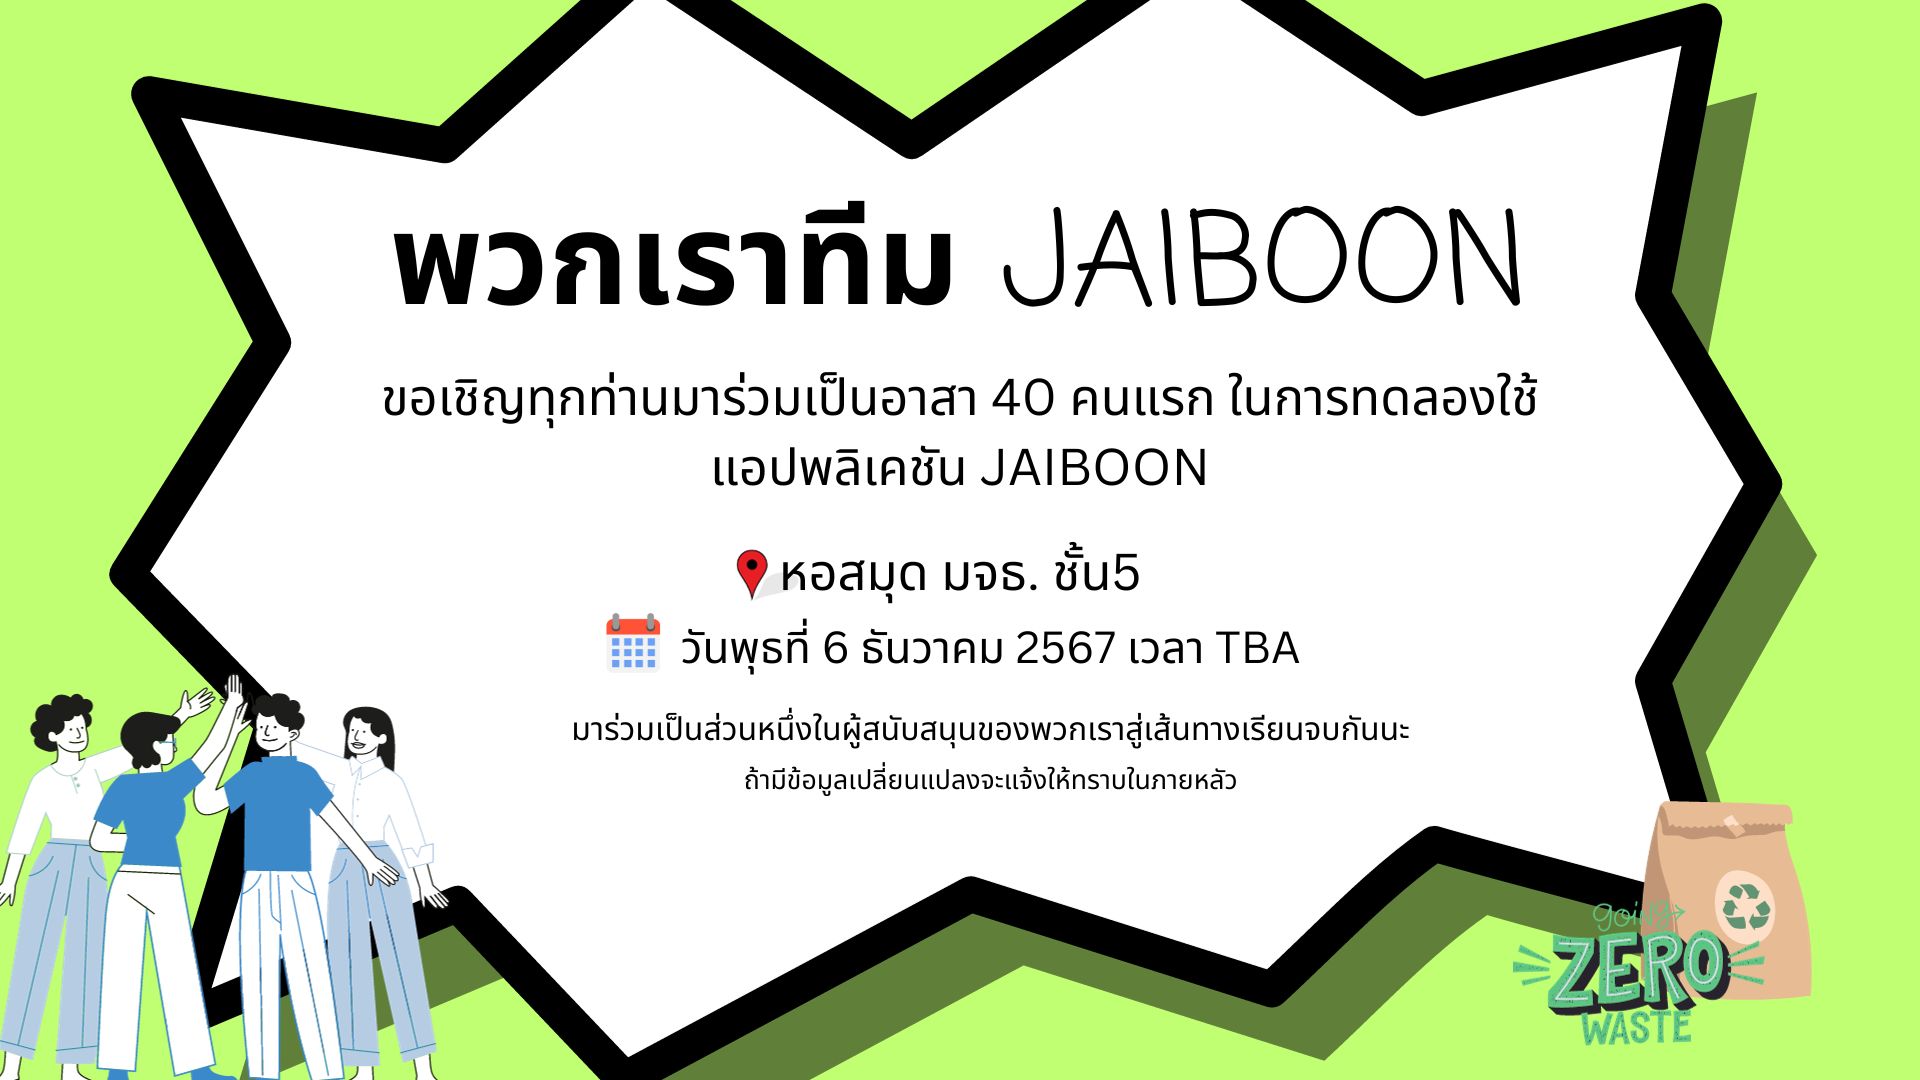 พวกเราทีม JAIBOON
ขอเชิญทุกท่านมาร่วมเป็นอาสา 40 คนแรก ในการทดลองใช้
แอปพลิเคชัน JAIBOON
หอสมุด มจธ. ชั้น5
วันพุธที่ 6 ธันวาคม 2567 เวลา TBA
มาร่วมเป็นส่วนหนึ่งในผู้สนับสนุนของพวกเราสู่เส้นทางเรียนจบกันนะ
ถ้ามีข้อมูลเปลี่ยนแปลงจะแจ้งให้ทราบในภายหลัว
going
ZERO
WASTE